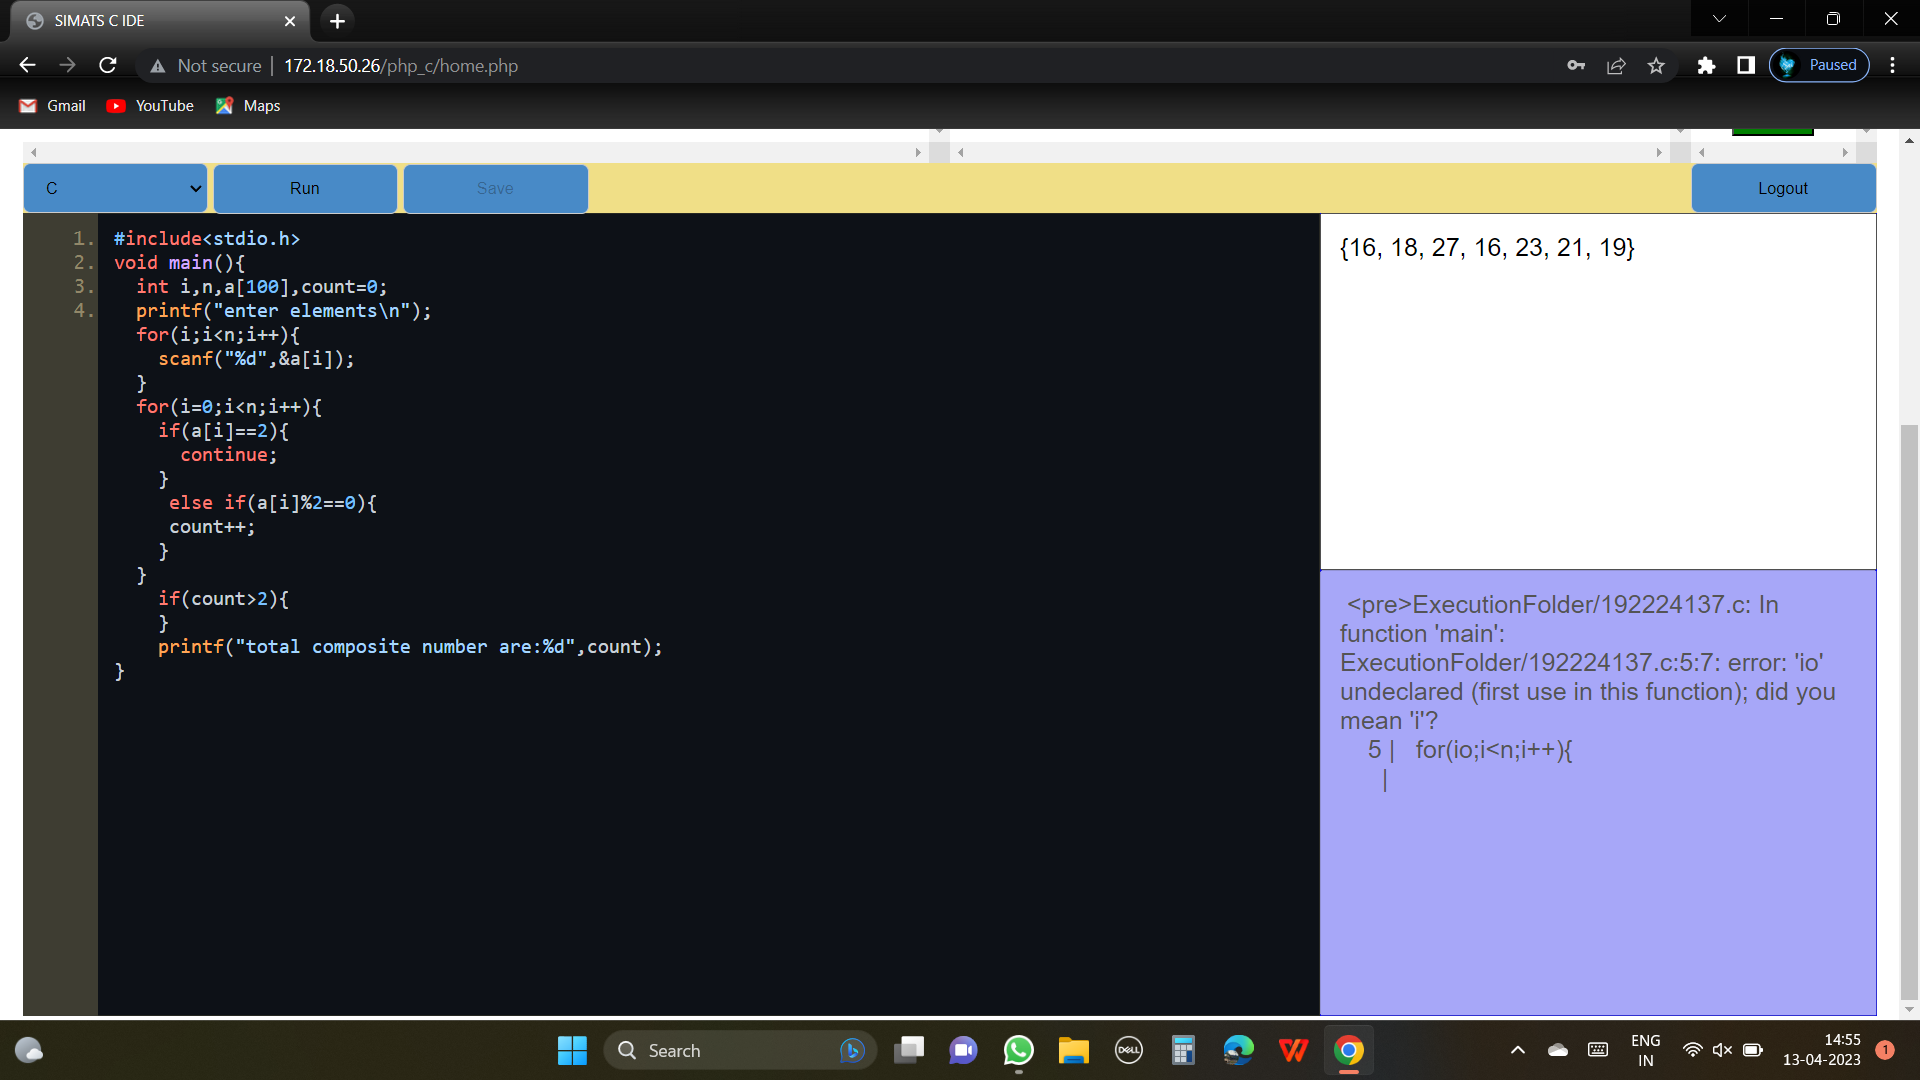 SIMATS C IDE
Not secure
172.18.50.26/php_c/home.php
Paused
Gmail
YouTube
Maps
C
Run
Save
Logout
1. #include<stdio.h>
2. void main(){
3. int i,n,a[100],count=0;
4. printf("enter elements\n");
for(i;i<n;i++){
scanf("%d",&a[i]);
}
for(i=0;i<n;i++){
if(a[i]==2){
continue;
}
else if(a[i]%2==0){
count++;
}
}
if(count>2){
}
printf("total composite number are:%d",count);
}
{16, 18, 27, 16, 23, 21, 19}
<pre>ExecutionFolder/192224137.c: In
function 'main':
ExecutionFolder/192224137.c:5:7: error: 'io'
undeclared (first use in this function); did you
mean 'i'?
5 | for(io;i<n;i++){
|
Search
DELL
ENG
IN
14:55
13-04-2023
1